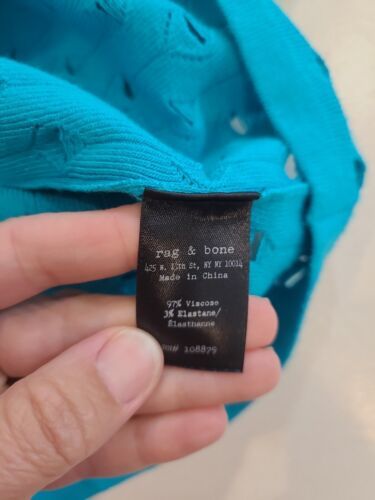 rag & bone
425 W. 13th St, NY NY 10014
Made in China
97% Viscose
3% Elastane/
Élasthanne
RN# 108879